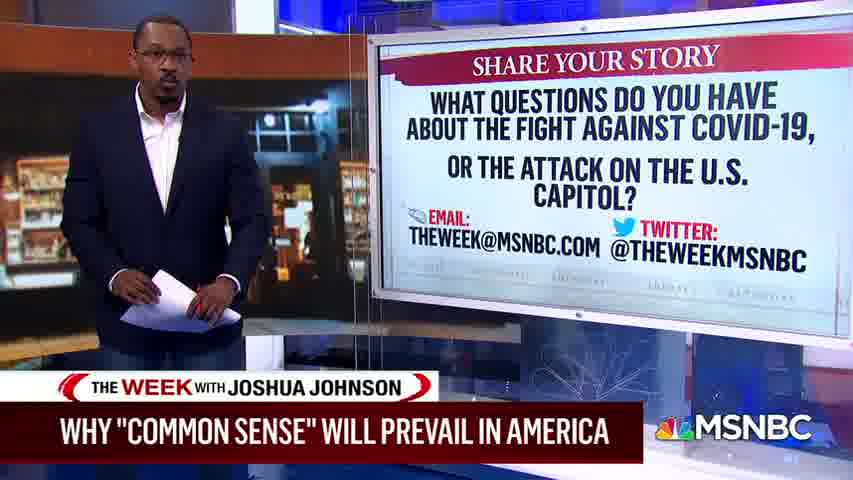 SHARE YOUR STORY
WHAT QUESTIONS DO YOU HAVE
ABOUT THE FIGHT AGAINST COVID-19,
OR THE ATTACK ON THE U.S.
CAPITOL?
EMAIL:
THEWEEK@MSNBC.COM
TWITTER:
@THEWEEKMSNBC
THE WEEK WITH JOSHUA JOHNSON
WHY "COMMON SENSE" WILL PREVAIL IN AMERICA
MSNBC